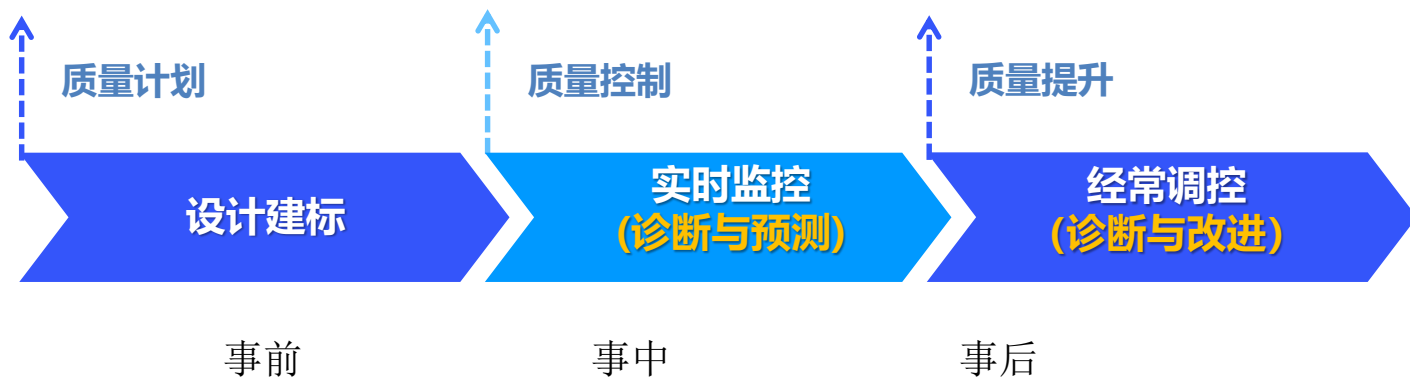 质量计划
质量控制
质量提升
设计建标
实时监控
(诊断与预测)
经常调控
(诊断与改进）
事前
事中
事后